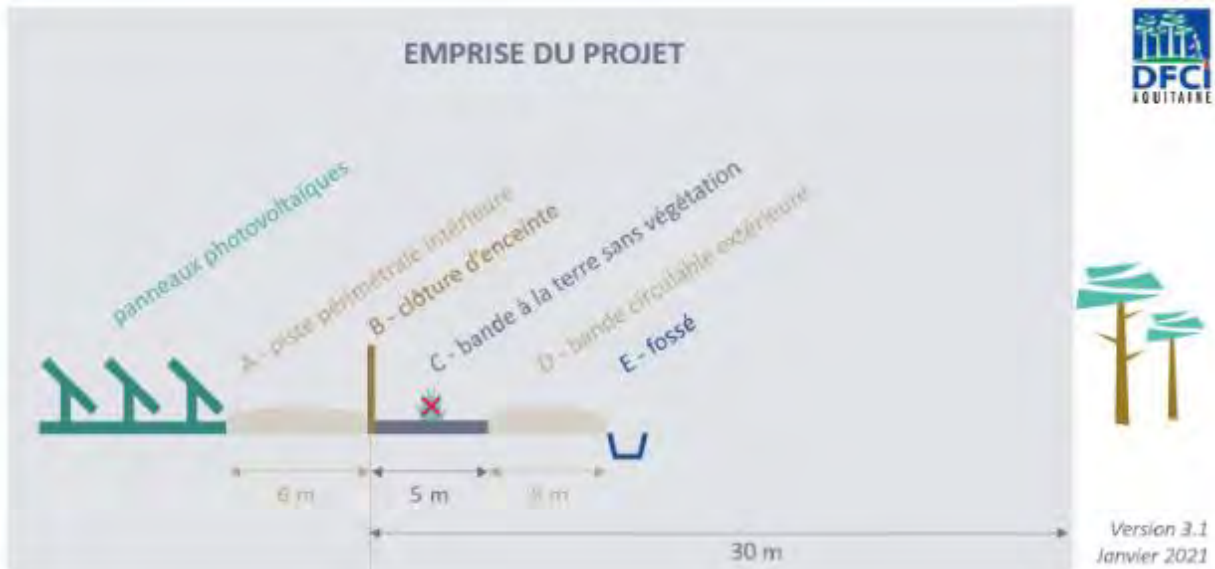 EMPRISE DU PROJET
DFCI
AQUITAINE
panneaux photovoltaïques
A - piste périmétrale intérieure
B - clôture d'enceinte
C - bande à la terre sans végétation
D - bande circulable extérieure
E - fossé
6 m
5 m
30 m
Version 3.1
Janvier 2021